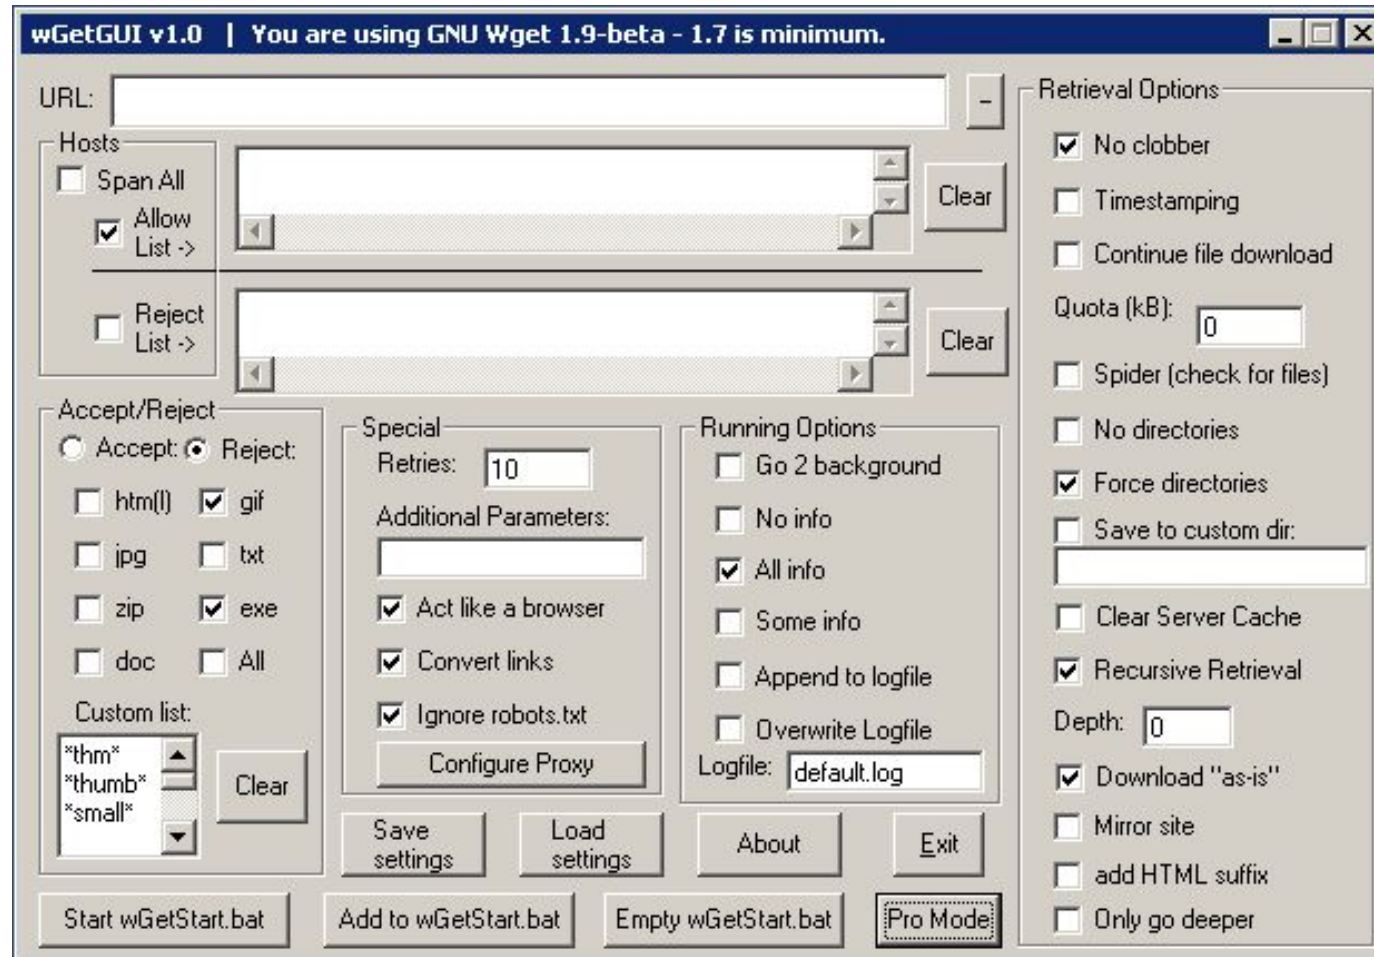 wGetGUI v1.0 | You are using GNU Wget 1.9-beta - 1.7 is minimum.
URL:
-
Hosts
Span All
Allow
List ->
Clear
Reject
List ->
Clear
Accept/Reject
Accept: Reject:
htm(l) gif
jpg txt
zip exe
doc All
Custom list:
*thm*
*thumb*
*small*
Clear
Special
Retries: 10
Additional Parameters:
Act like a browser
Convert links
Ignore robots.txt
Configure Proxy
Running Options
Go 2 background
No info
All info
Some info
Append to logfile
Overwrite Logfile
Logfile: default.log
Save
settings
Load
settings
About
Exit
Start wGetStart.bat
Add to wGetStart.bat
Empty wGetStart.bat
Pro Mode
Retrieval Options
No clobber
Timestamping
Continue file download
Quota (kB): 0
Spider (check for files)
No directories
Force directories
Save to custom dir:
Clear Server Cache
Recursive Retrieval
Depth: 0
Download "as-is"
Mirror site
add HTML suffix
Only go deeper